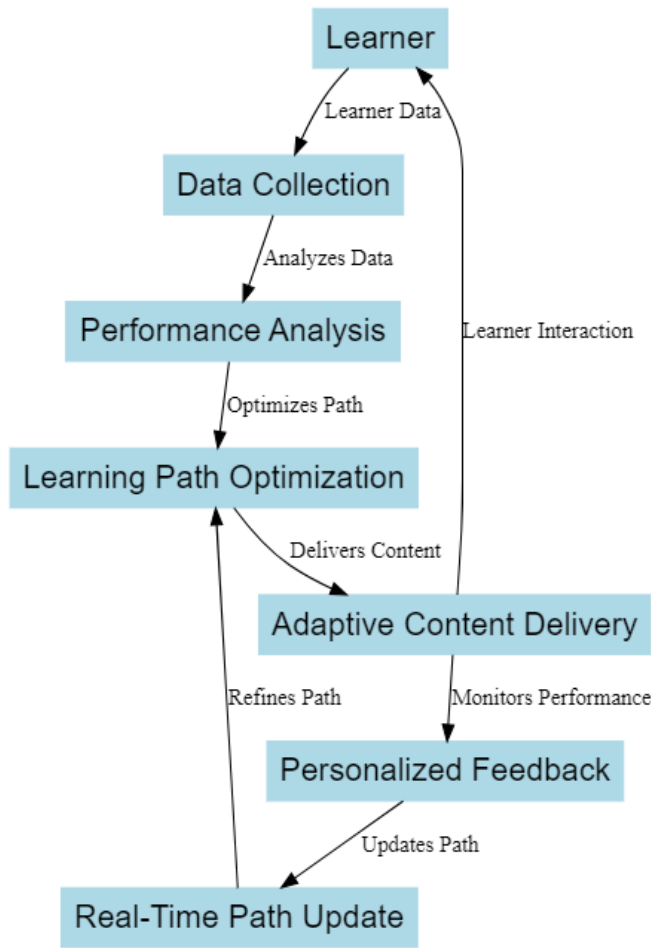 Learner
Learner Data
Data Collection
Analyzes Data
Performance Analysis
Learner Interaction
Optimizes Path
Learning Path Optimization
Delivers Content
Adaptive Content Delivery
Refines Path
Monitors Performance
Personalized Feedback
Updates Path
Real-Time Path Update